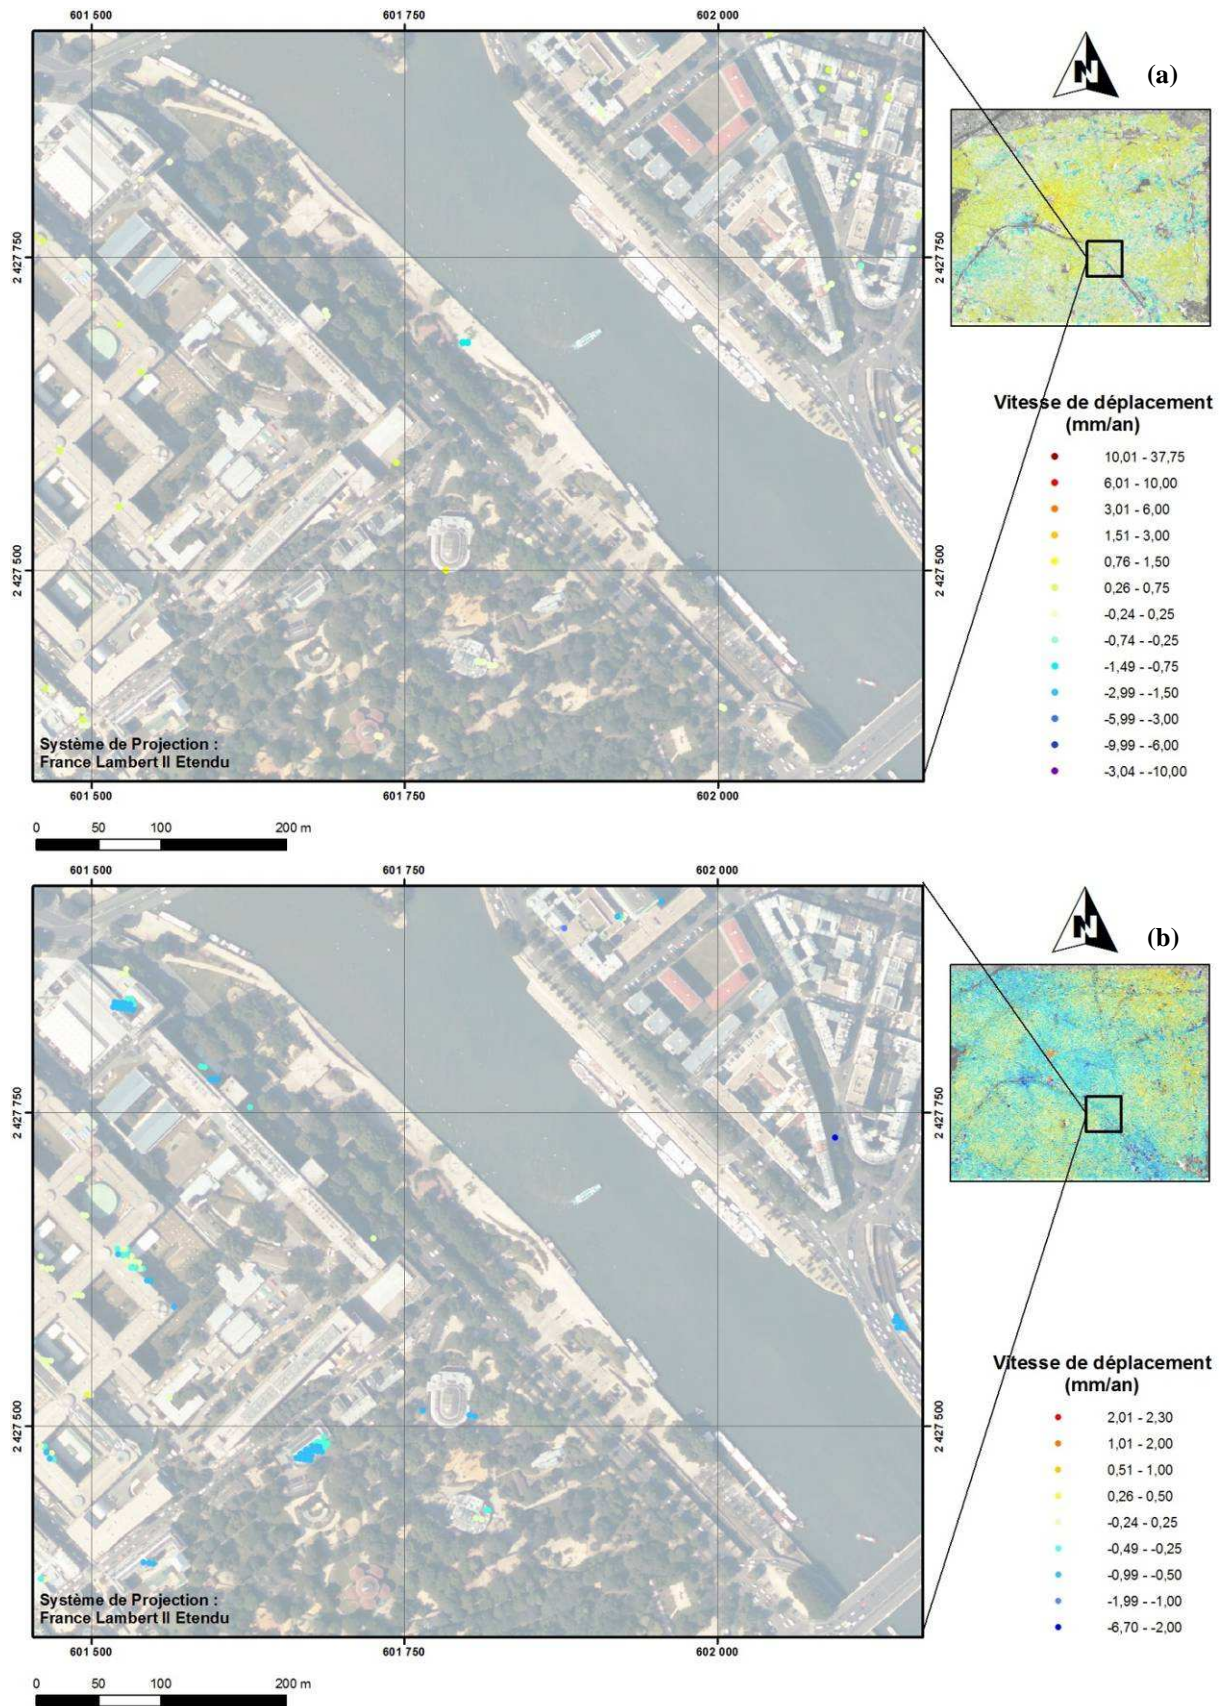 601 500 601 750 602 000
N (a)
2 427 750 2 427 750
Vitesse de déplacement
(mm/an)
10,01 - 37,75
6,01 - 10,00
3,01 - 6,00
1,51 - 3,00
0,76 - 1,50
0,26 - 0,75
-0,24 - 0,25
-0,74 - -0,25
-1,49 - -0,75
-2,99 - -1,50
-5,99 - -3,00
-9,99 - -6,00
-3,04 - -10,00
2 427 500 2 427 500
Système de Projection :
France Lambert II Etendu
601 500 601 750 602 000
0 50 100 200 m
601 500 601 750 602 000
N (b)
2 427 750 2 427 750
Vitesse de déplacement
(mm/an)
2,01 - 2,30
1,01 - 2,00
0,51 - 1,00
0,26 - 0,50
-0,24 - 0,25
-0,49 - -0,25
-0,99 - -0,50
-1,99 - -1,00
-6,70 - -2,00
2 427 500 2 427 500
Système de Projection :
France Lambert II Etendu
601 500 601 750 602 000
0 50 100 200 m